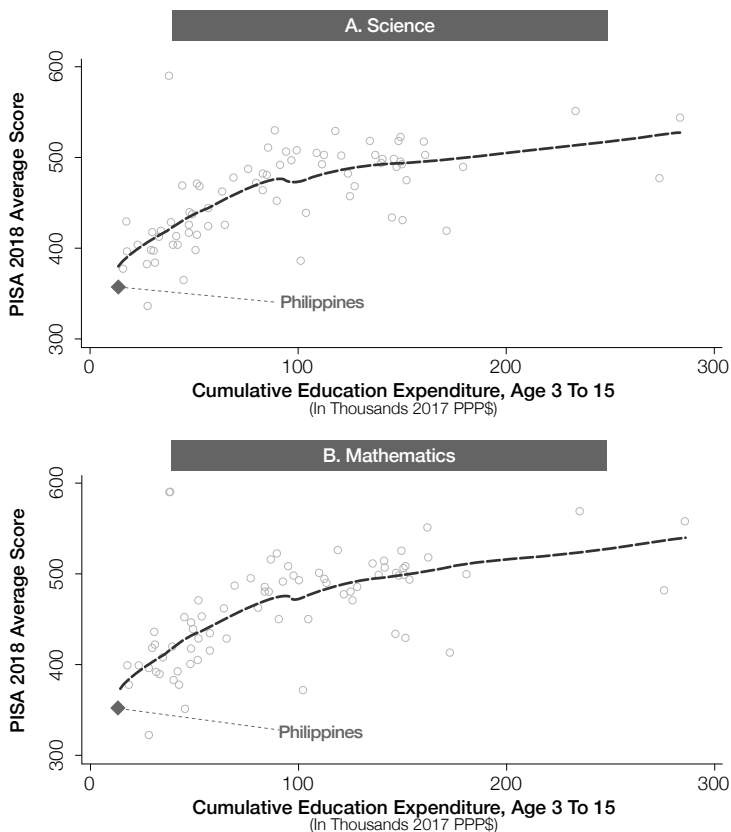 A. Science
PISA 2018 Average Score
600
500
400
300
Philippines
0 100 200 300
Cumulative Education Expenditure, Age 3 To 15
(In Thousands 2017 PPP$)
B. Mathematics
PISA 2018 Average Score
600
500
400
300
Philippines
0 100 200 300
Cumulative Education Expenditure, Age 3 To 15
(In Thousands 2017 PPP$)